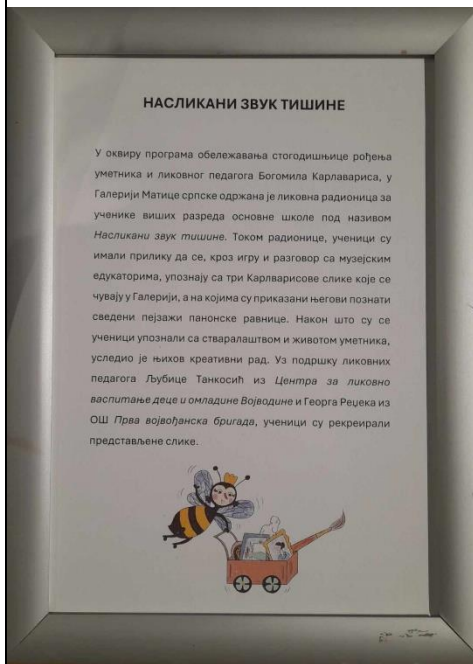 НАСЛИКАНИ ЗВУК ТИШИНЕ
У оквиру програма обележавања стогодишњице рођења
уметника и ликовног педагога Богомила Карлавариса, у
Галерији Матице српске одржана је ликовна радионица за
ученике виших разреда основне школе под називом
Насликани звук тишине. Током радионице, ученици су
имали прилику да се, кроз игру и разговор са музејским
едукаторима, упознају са три Карлварисове слике које се
чувају у Галерији, а на којима су приказани његови познати
сведени пејзажи панонске равнице. Након што су се
ученици упознали са стваралаштвом и животом уметника,
уследио је њихов креативни рад. Уз подршку ликовних
педагога Љубице Танкосић из Центра за ликовно
васпитање деце и омладине Војводине и Георга Реџека из
ОШ Прва војвођанска бригада, ученици су рекреирали
представљене слике.